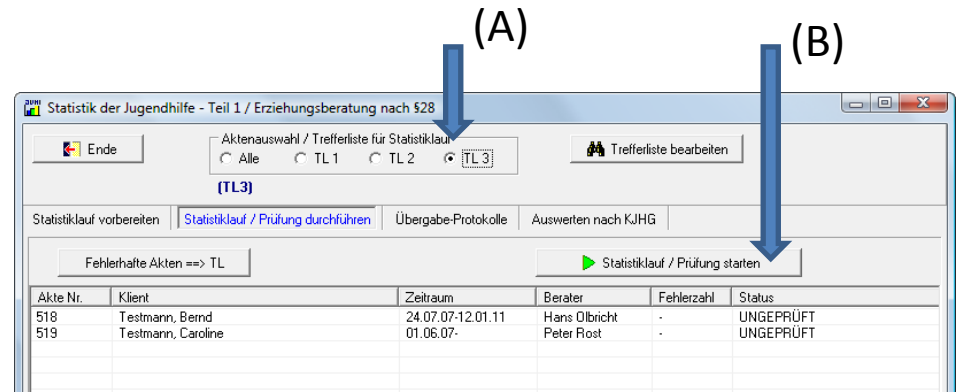 (A)
(B)
Statistik der Jugendhilfe - Teil 1 / Erziehungsberatung nach §28
Ende
Aktenauswahl / Trefferliste für Statistiklauf
Alle TL 1 TL 2 TL 3
Trefferliste bearbeiten
(TL3)
Statistiklauf vorbereiten Statistiklauf / Prüfung durchführen Übergabe-Protokolle Auswerten nach KJHG
Fehlerhafte Akten ==> TL Statistiklauf / Prüfung starten
Akte Nr. Klient Zeitraum Berater Fehlerzahl Status
518 Testmann, Bernd 24.07.07-12.01.11 Hans Olbricht - UNGEPRÜFT
519 Testmann, Caroline 01.06.07- Peter Rost - UNGEPRÜFT